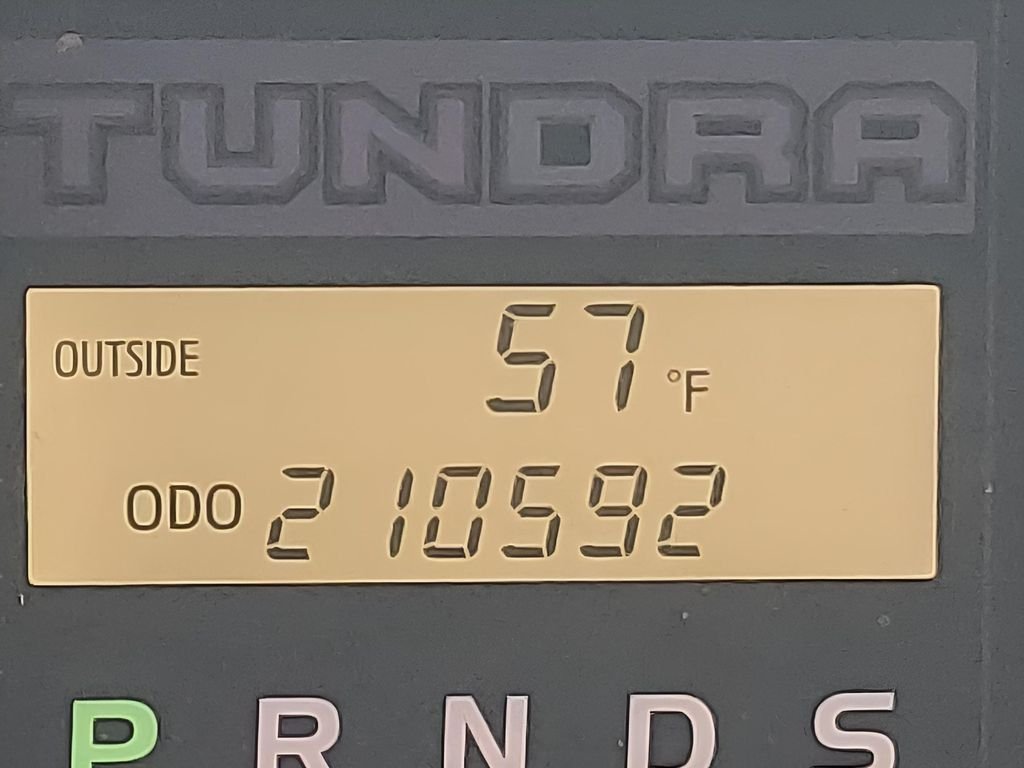 TUNDRA
OUTSIDE 57 °F
ODO 210592
P R N D S